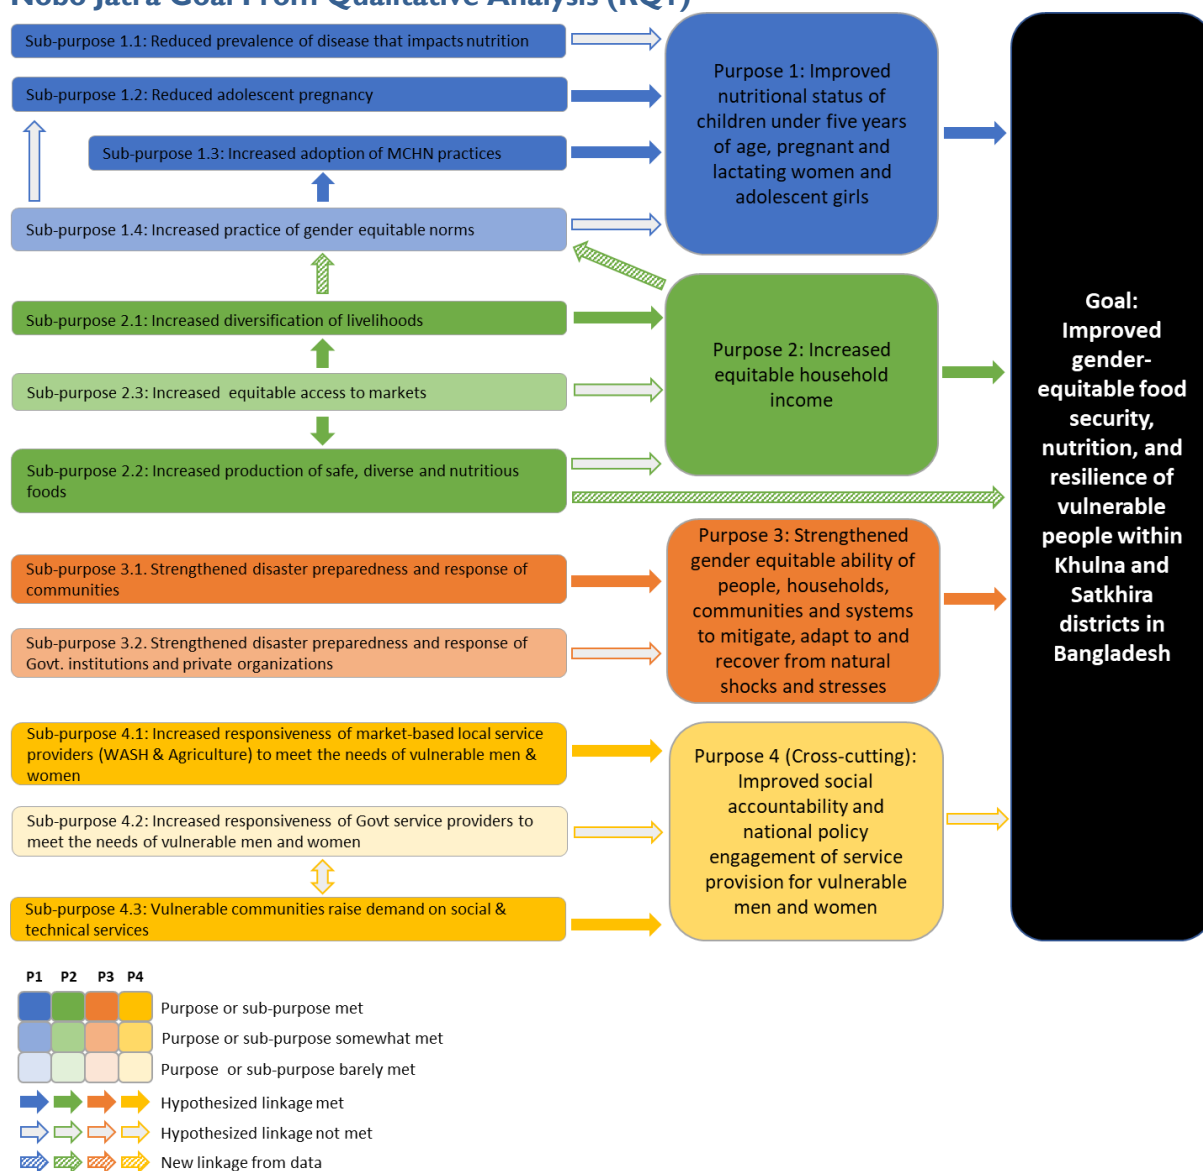 Nobo Jatra Goal From Qualitative Analysis (RQ1)
Sub-purpose 1.1: Reduced prevalence of disease that impacts nutrition
Sub-purpose 1.2: Reduced adolescent pregnancy
Sub-purpose 1.3: Increased adoption of MCHN practices
Sub-purpose 1.4: Increased practice of gender equitable norms
Purpose 1: Improved
nutritional status of
children under five years
of age, pregnant and
lactating women and
adolescent girls
Sub-purpose 2.1: Increased diversification of livelihoods
Sub-purpose 2.3: Increased  equitable access to markets
Sub-purpose 2.2: Increased production of safe, diverse and nutritious
foods
Purpose 2: Increased
equitable household
income
Sub-purpose 3.1. Strengthened disaster preparedness and response of
communities
Sub-purpose 3.2. Strengthened disaster preparedness and response of
Govt. institutions and private organizations
Purpose 3: Strengthened
gender equitable ability of
people, households,
communities and systems
to mitigate, adapt to and
recover from natural
shocks and stresses
Sub-purpose 4.1: Increased responsiveness of market-based local service
providers (WASH & Agriculture) to meet the needs of vulnerable men &
women
Sub-purpose 4.2: Increased responsiveness of Govt service providers to
meet the needs of vulnerable men and women
Sub-purpose 4.3: Vulnerable communities raise demand on social &
technical services
Purpose 4 (Cross-cutting):
Improved social
accountability and
national policy
engagement of service
provision for vulnerable
men and women
Goal:
Improved
gender-
equitable food
security,
nutrition, and
resilience of
vulnerable
people within
Khulna and
Satkhira
districts in
Bangladesh
P1 P2 P3 P4
Purpose or sub-purpose met
Purpose or sub-purpose somewhat met
Purpose  or sub-purpose barely met
Hypothesized linkage met
Hypothesized linkage not met
New linkage from data